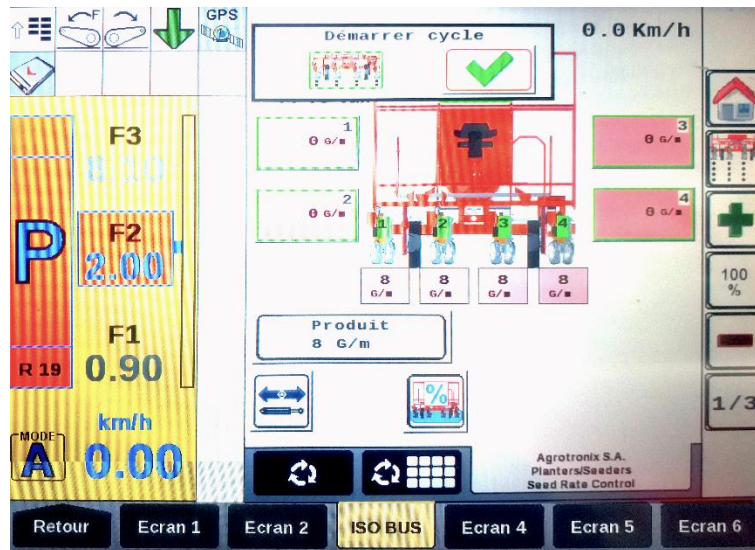 F
GPS
Démarrer cycle
0.0 Km/h
1
0 G/m
3
0 G/m
2
0 G/m
4
0 G/m
1 2 3 4
8 8 8 8
G/m G/m G/m G/m
Produit
8 G/m
F3
F2
2.00
P
F1
R 19
0.90
km/h
MODE
A
0.00
100
%
1/3
%
Agrotronix S.A.
Planters/Seeders
Seed Rate Control
Retour
Ecran 1
Ecran 2
ISO BUS
Ecran 4
Ecran 5
Ecran 6